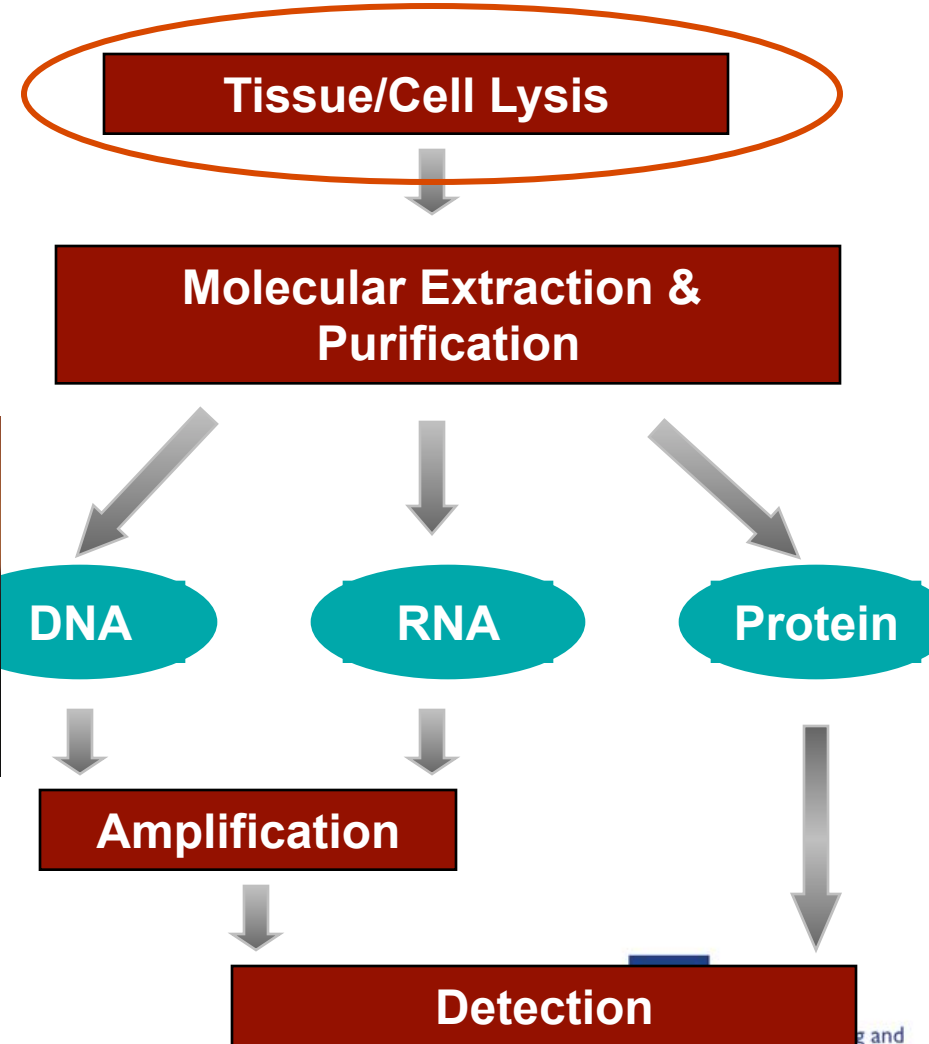 Tissue/Cell Lysis
Molecular Extraction &
Purification
DNA
RNA
Protein
Amplification
Detection
and